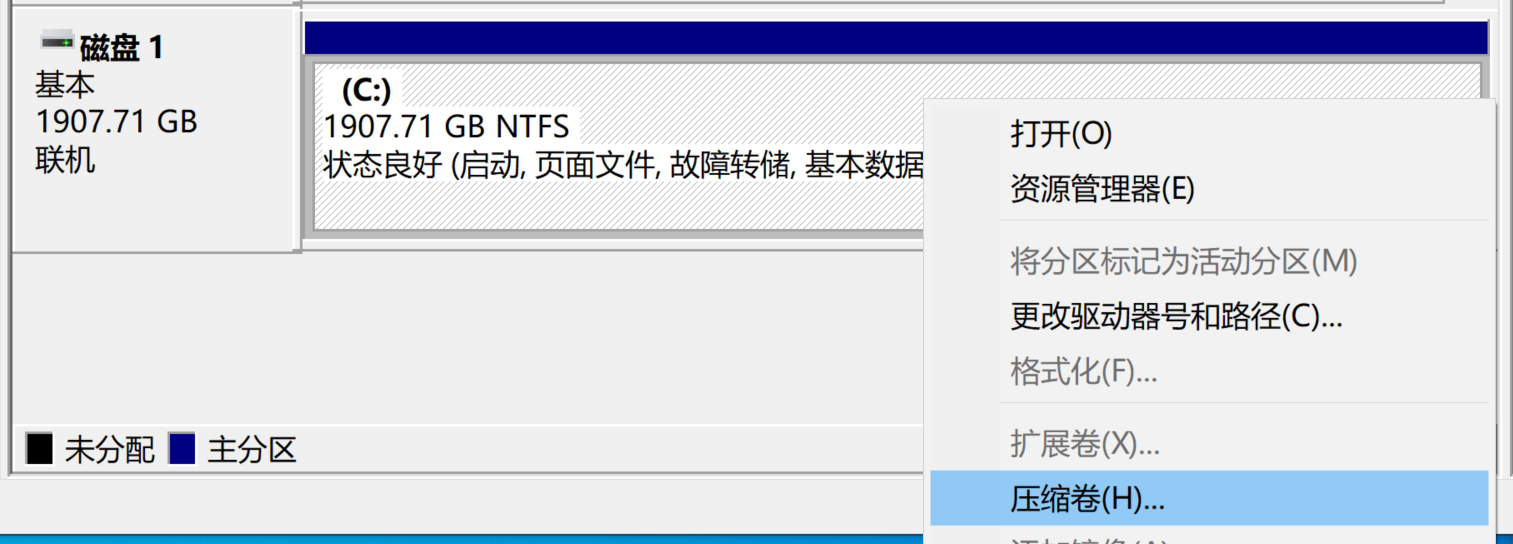 磁盘 1
基本
1907.71 GB
联机
(C:)
1907.71 GB NTFS
状态良好 (启动, 页面文件, 故障转储, 基本数据
打开(O)
资源管理器(E)
将分区标记为活动分区(M)
更改驱动器号和路径(C)...
格式化(F)...
扩展卷(X)...
压缩卷(H)...
未分配 主分区